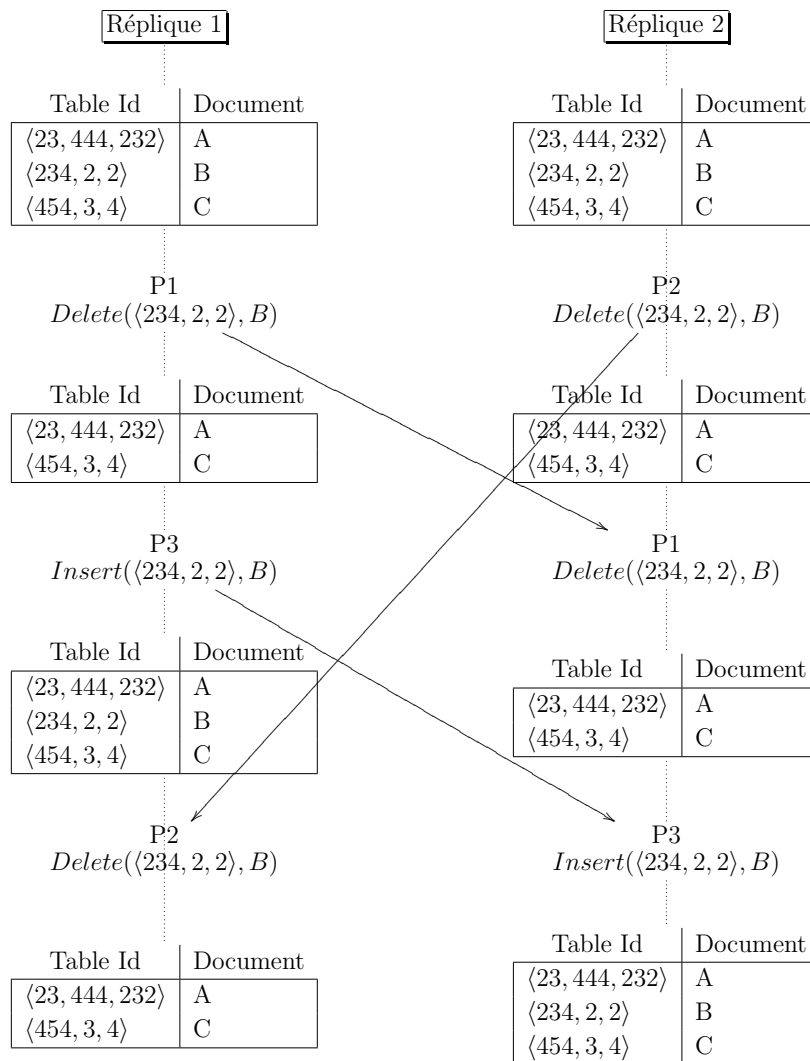 Réplique 1
Réplique 2
Table Id Document
⟨23, 444, 232⟩ A
⟨234, 2, 2⟩ B
⟨454, 3, 4⟩ C
Table Id Document
⟨23, 444, 232⟩ A
⟨234, 2, 2⟩ B
⟨454, 3, 4⟩ C
P1
Delete(⟨234, 2, 2⟩, B)
P2
Delete(⟨234, 2, 2⟩, B)
Table Id Document
⟨23, 444, 232⟩ A
⟨454, 3, 4⟩ C
Table Id Document
⟨23, 444, 232⟩ A
⟨454, 3, 4⟩ C
P3
Insert(⟨234, 2, 2⟩, B)
P1
Delete(⟨234, 2, 2⟩, B)
Table Id Document
⟨23, 444, 232⟩ A
⟨234, 2, 2⟩ B
⟨454, 3, 4⟩ C
Table Id Document
⟨23, 444, 232⟩ A
⟨454, 3, 4⟩ C
P2
Delete(⟨234, 2, 2⟩, B)
P3
Insert(⟨234, 2, 2⟩, B)
Table Id Document
⟨23, 444, 232⟩ A
⟨454, 3, 4⟩ C
Table Id Document
⟨23, 444, 232⟩ A
⟨234, 2, 2⟩ B
⟨454, 3, 4⟩ C